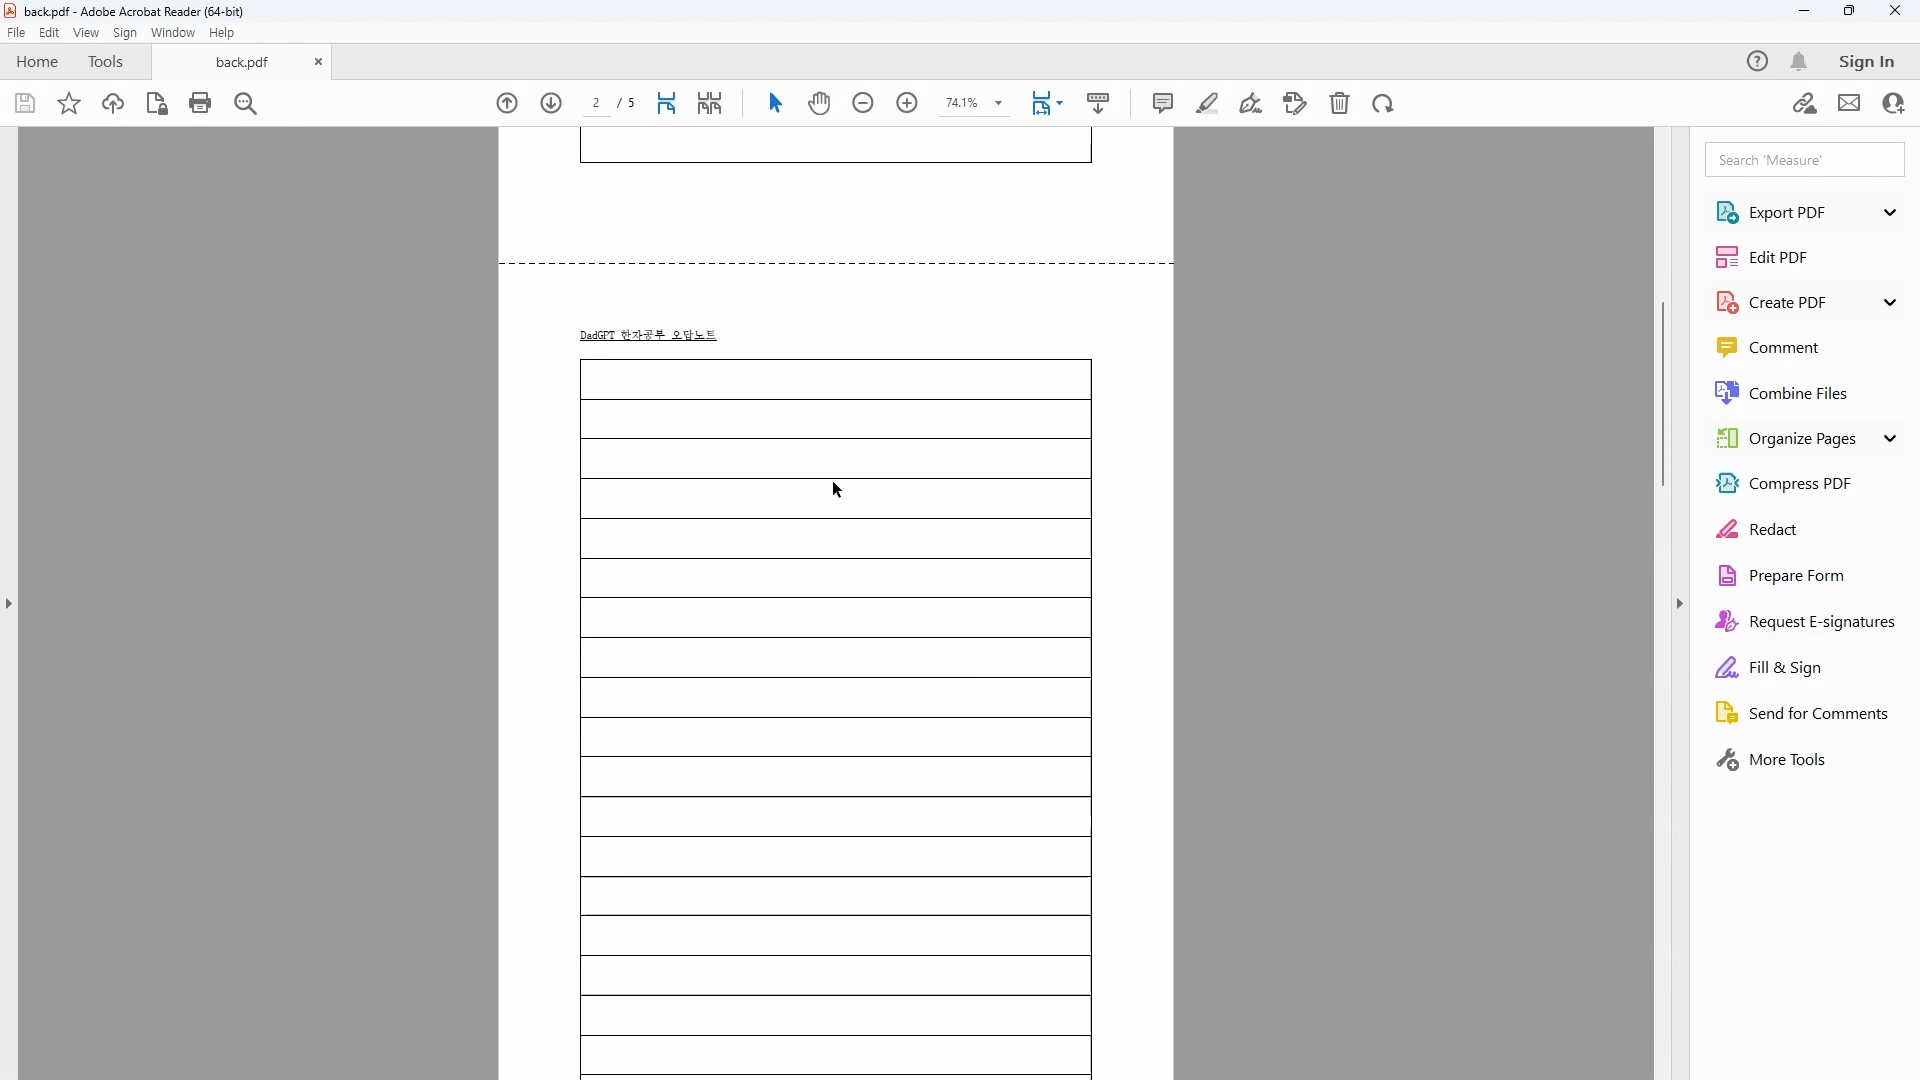 back.pdf - Adobe Acrobat Reader (64-bit)
File Edit View Sign Window Help
Home Tools back.pdf Sign In
2 / 5 74.1%
Search 'Measure'
Export PDF
Edit PDF
Create PDF
Comment
Combine Files
Organize Pages
Compress PDF
Redact
Prepare Form
Request E-signatures
Fill & Sign
Send for Comments
More Tools
DadGPT 한자공부 오답노트